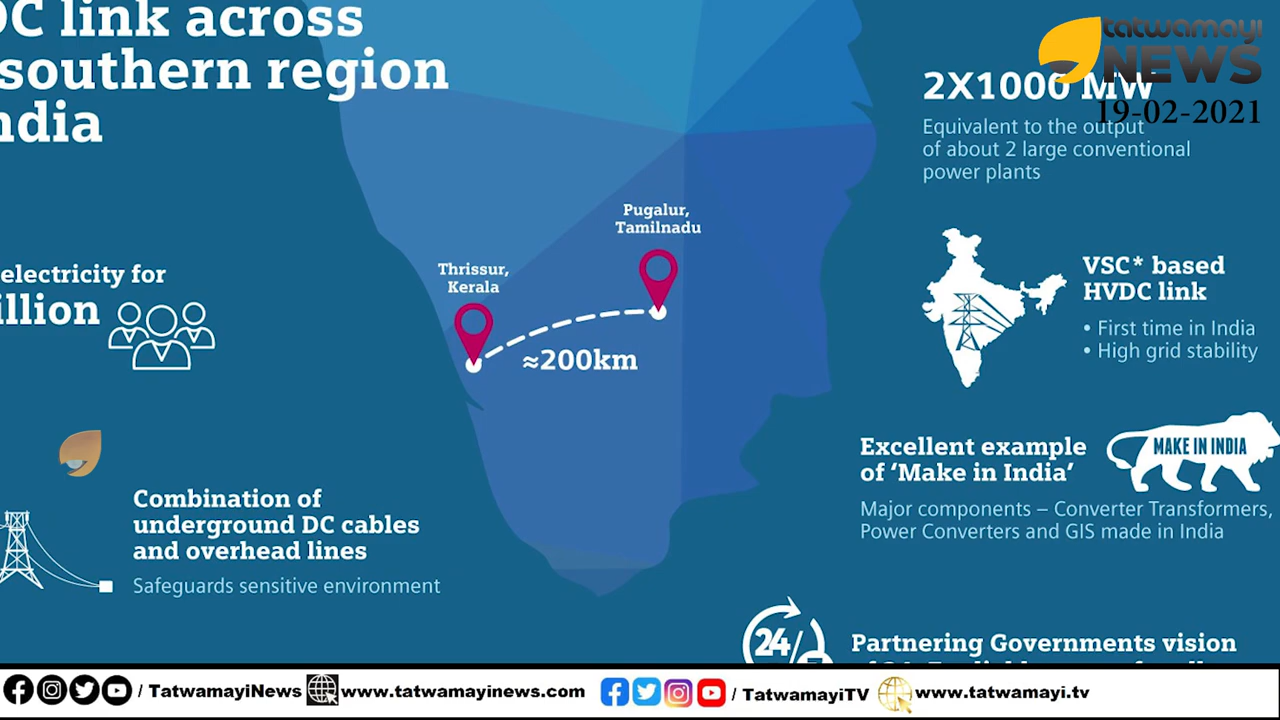 DC link across
southern region
ndia
tatwamayi
NEWS
19-02-2021
2X1000 MW
Equivalent to the output
of about 2 large conventional
power plants
Pugalur,
Tamilnadu
Thrissur,
Kerala
≈200km
electricity for
illion
VSC* based
HVDC link
• First time in India
• High grid stability
Excellent example
of ‘Make in India’
MAKE IN INDIA
Major components – Converter Transformers,
Power Converters and GIS made in India
Combination of
underground DC cables
and overhead lines
Safeguards sensitive environment
24/
Partnering Governments vision
/ TatwamayiNews www.tatwamayinews.com / TatwamayiTV www.tatwamayi.tv